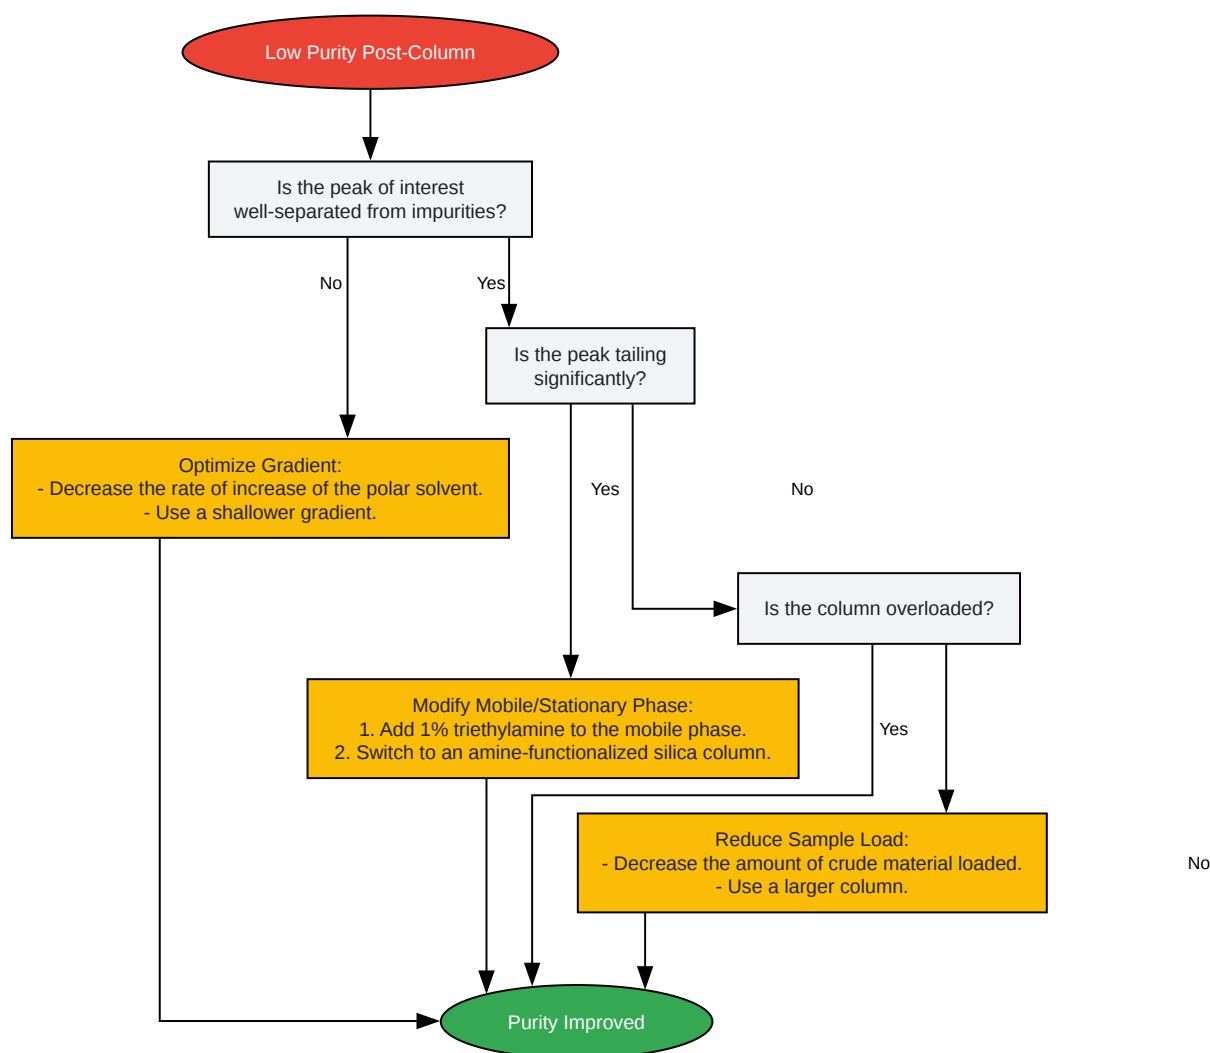 Low Purity Post-Column
Is the peak of interest
well-separated from impurities?
No
Yes
Is the peak tailing
significantly?
Optimize Gradient:
- Decrease the rate of increase of the polar solvent.
- Use a shallower gradient.
Yes
No
Is the column overloaded?
Modify Mobile/Stationary Phase:
1. Add 1% triethylamine to the mobile phase.
2. Switch to an amine-functionalized silica column.
Yes
Reduce Sample Load:
- Decrease the amount of crude material loaded.
- Use a larger column.
No
Purity Improved